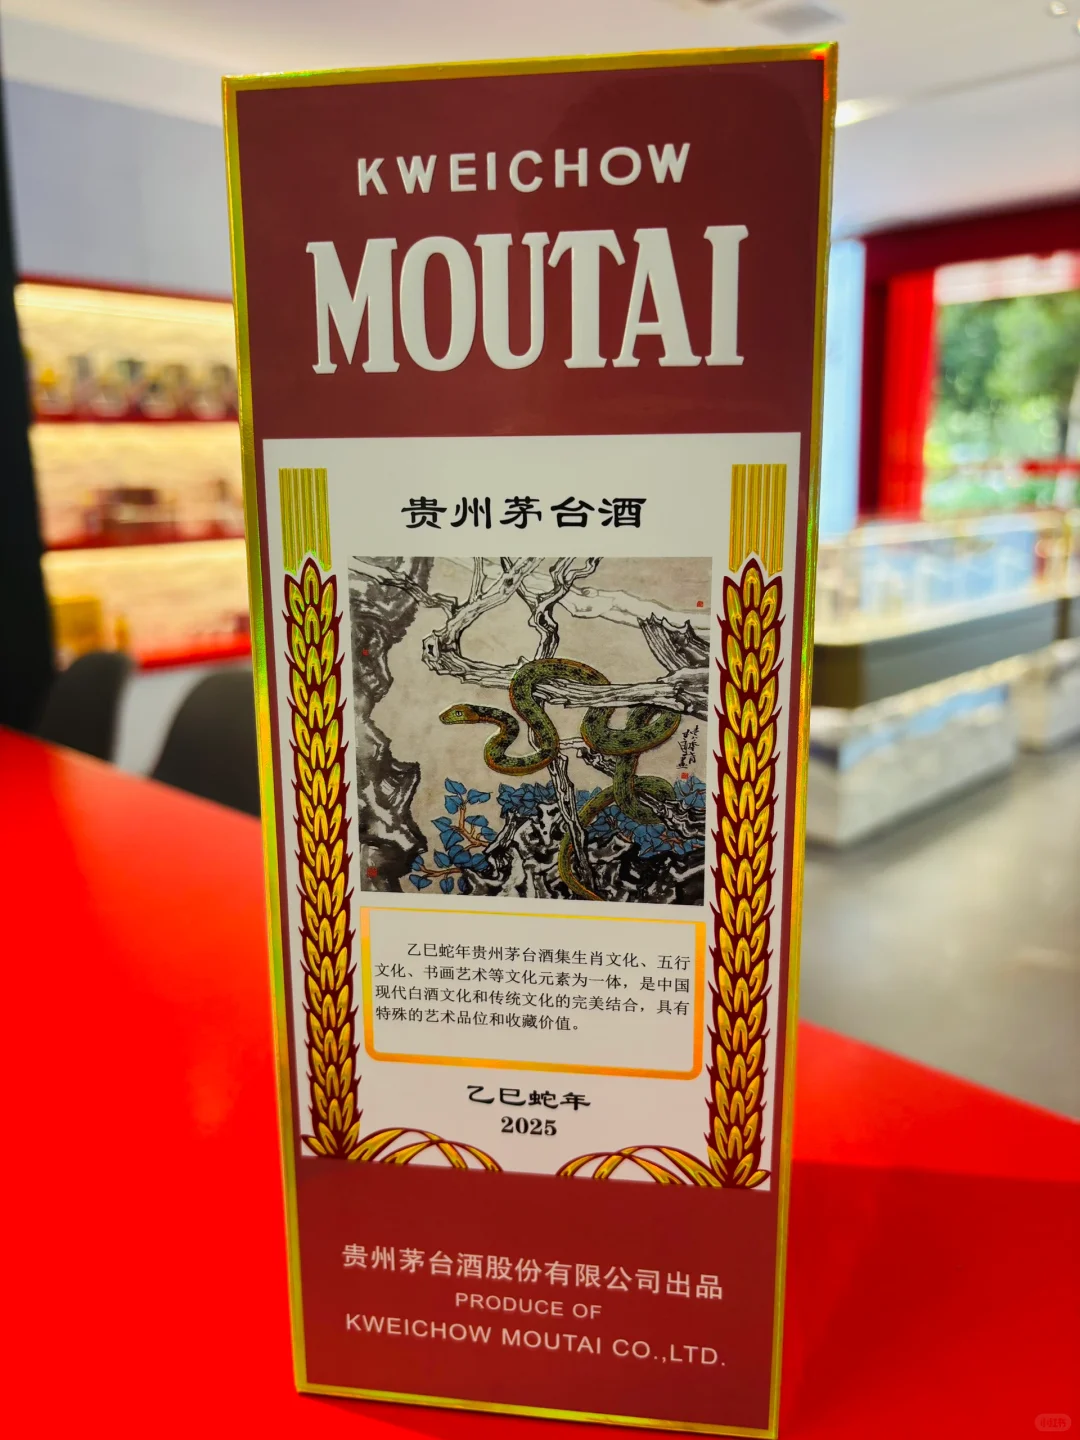 KWEICHOW
MOUTAI
贵州茅台酒
乙巳蛇年贵州茅台酒集生肖文化、五行
文化、书画艺术等文化元素为一体，是中国
现代白酒文化和传统文化的完美结合，具有
特殊的艺术品位和收藏价值。
乙巳蛇年
2025
贵州茅台酒股份有限公司出品
PRODUCE OF
KWEICHOW MOUTAI CO.,LTD.
小红书